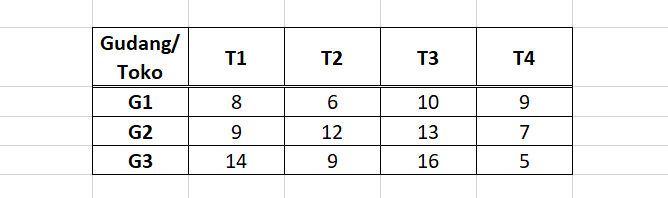 Gudang/ Toko T1 T2 T3 T4
G1 8 6 10 9
G2 9 12 13 7
G3 14 9 16 5